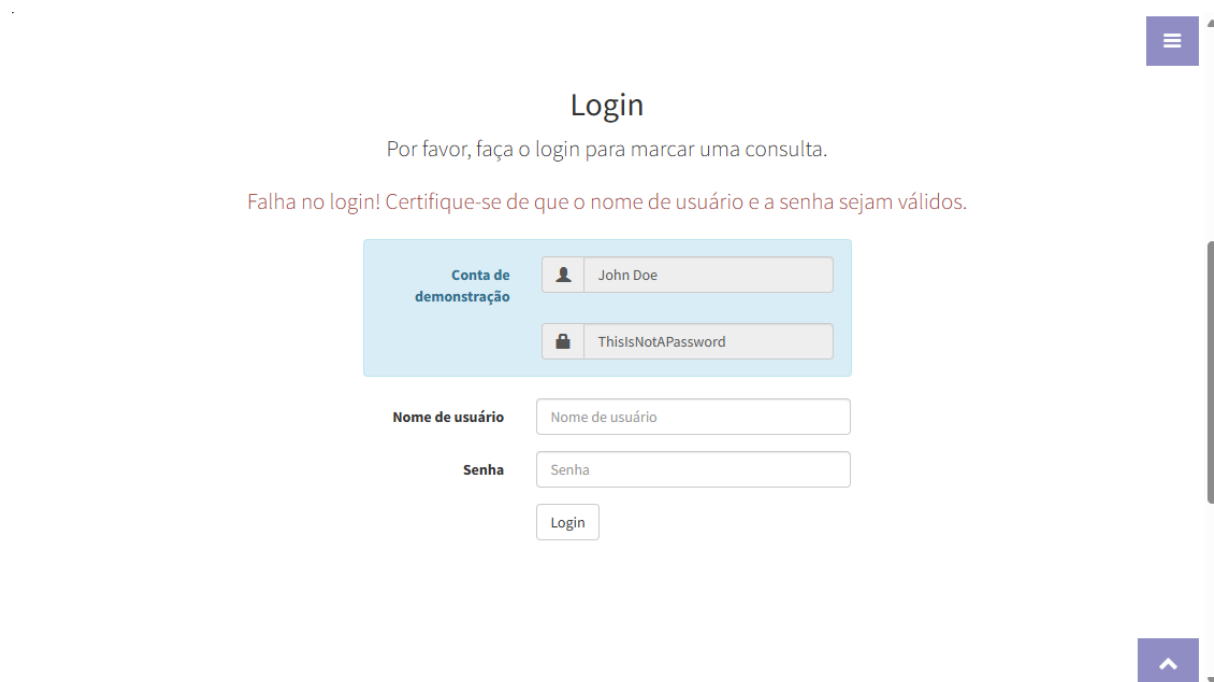 Login
Por favor, faça o login para marcar uma consulta.
Falha no login! Certifique-se de que o nome de usuário e a senha sejam válidos.
Conta de
demonstração
John Doe
ThisIsNotAPassword
Nome de usuário
Nome de usuário
Senha
Senha
Login